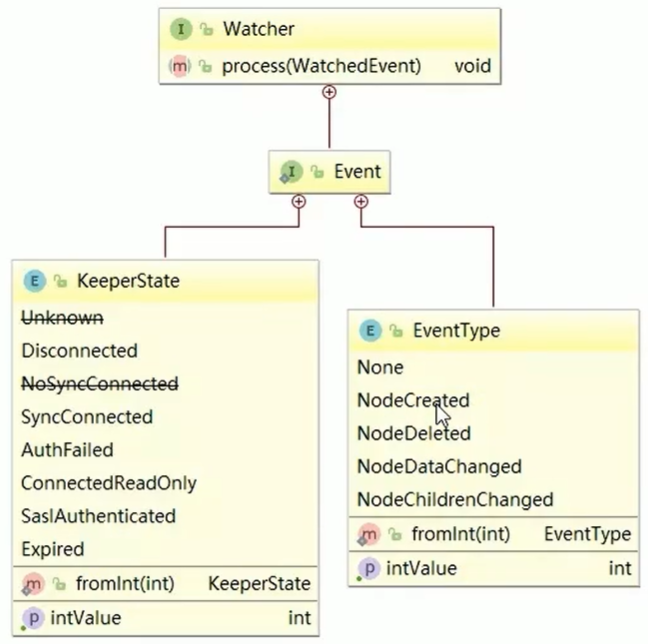 I Watcher
m process(WatchedEvent) void
I Event
E KeeperState
Unknown
Disconnected
NoSyncConnected
SyncConnected
AuthFailed
ConnectedReadOnly
SaslAuthenticated
Expired
m fromInt(int) KeeperState
p intValue int
E EventType
None
NodeCreated
NodeDeleted
NodeDataChanged
NodeChildrenChanged
m fromInt(int) EventType
p intValue int